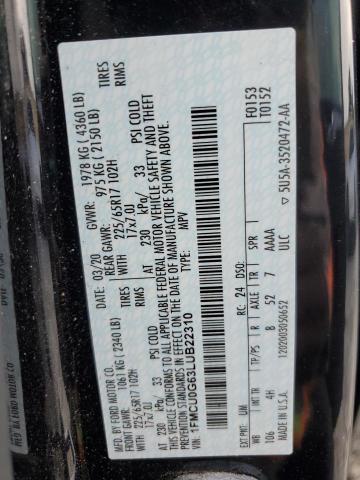 MFD. BY FORD MOTOR CO.
03/20 GVWR: 1978 KG ( 4360 LB)
FRONT GAWR: 1061 KG ( 2340 LB) REAR GAWR: 975 KG ( 2150 LB)
225/65R17 102H TIRES 225/65R17 102H TIRES
17x7.0J RIMS 17x7.0J RIMS
AT 230 kPa/ 33 PSI COLD AT 230 kPa/ 33 PSI COLD
THIS VEHICLE CONFORMS TO ALL APPLICABLE FEDERAL MOTOR VEHICLE SAFETY AND THEFT
PREVENTION STANDARDS IN EFFECT ON THE DATE OF MANUFACTURE SHOWN ABOVE.
VIN: 1FMCU0G63LUB22310 TYPE: MPV
F0153
T0152
EXT PNT: UM RC: 24 DSO:
WB INT TR TP/PS R AXLE TR SPR
106 4H B 52 7 AAAA
MADE IN U.S.A. 1202003050652 ULC ▽ 5U5A-3520472-AA